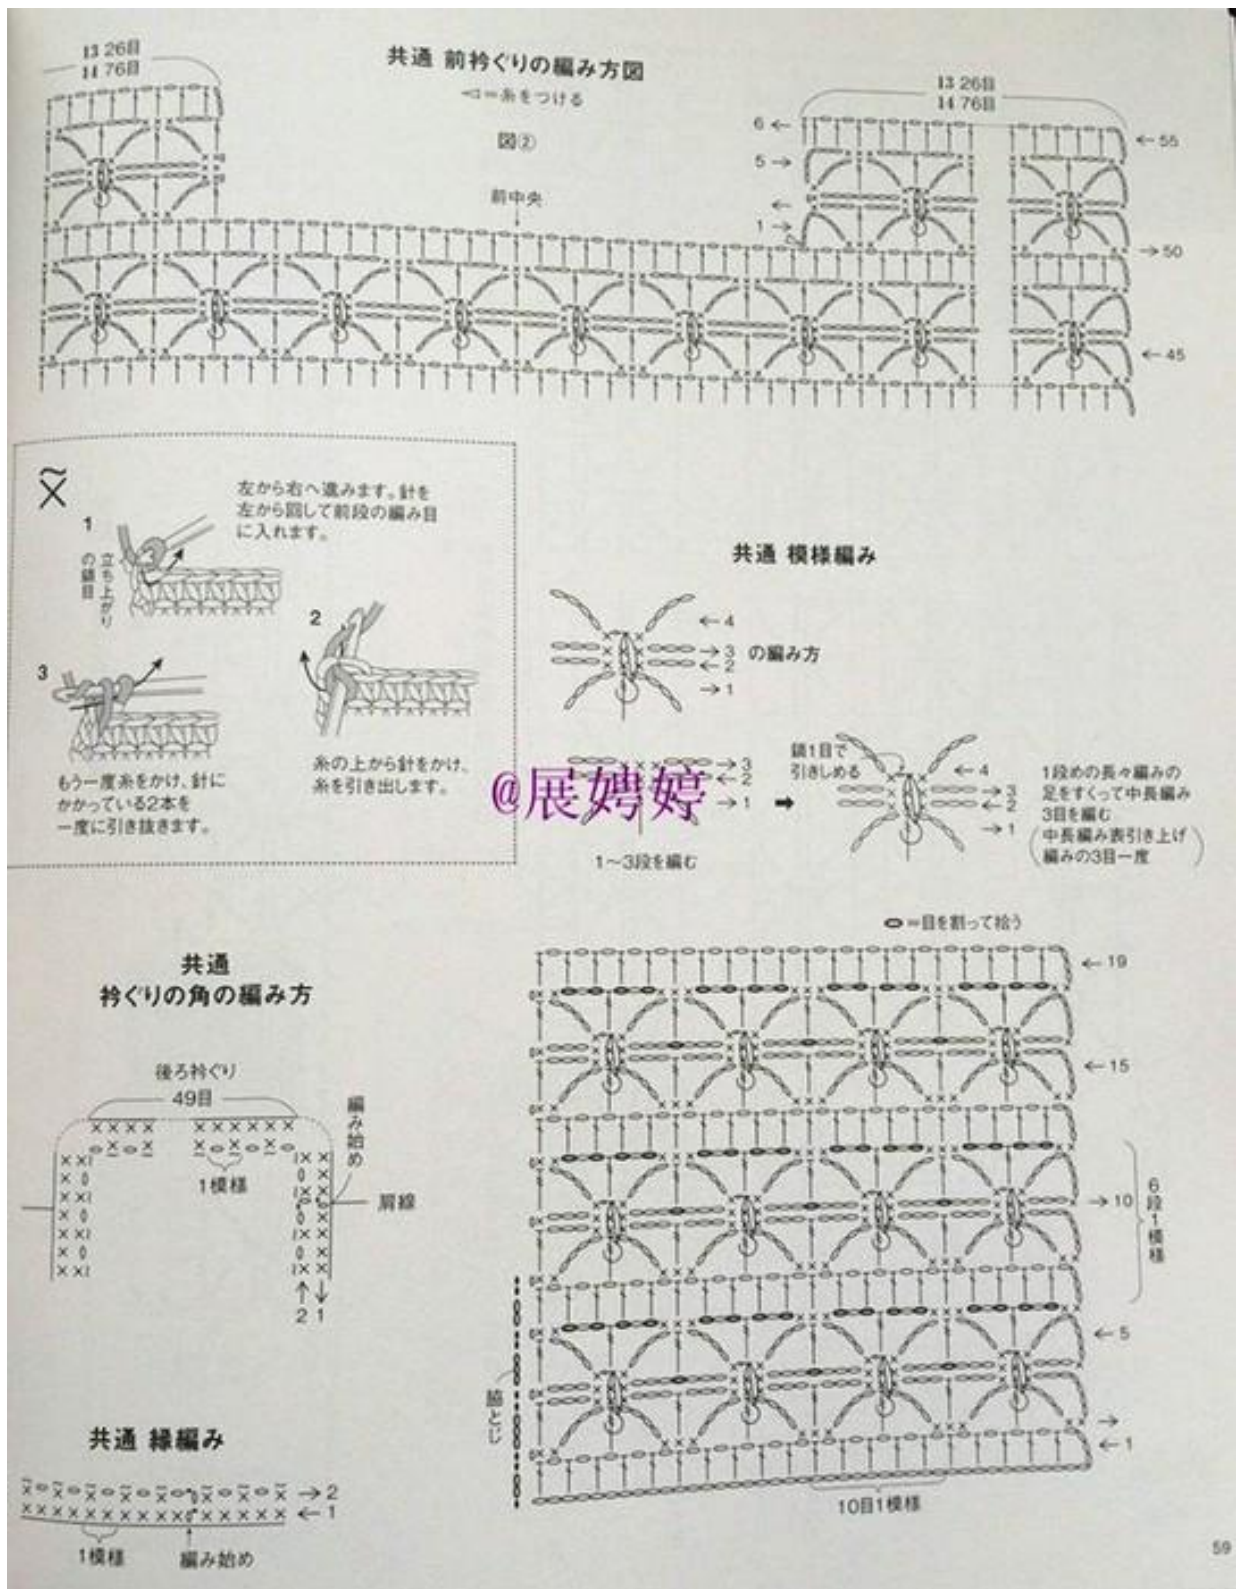 共通 前衿ぐりの編み方図
=糸をつける
図②
13 26目
14 76目
13 26目
14 76目
前中央
6
5
1
55
50
45
左から右へ進みます。針を
左から回して前段の編み目
に入れます。
1
立ち上がり
の鎖目
2
糸の上から針をかけ、
糸を引き出します。
3
もう一度糸をかけ、針に
かかっている2本を
一度に引き抜きます。
共通 模様編み
4
3
2
1
の編み方
3
2
1
1〜3段を編む
鎖1目で
引きしめる
4
3
2
1
1段めの長々編みの
足をすくって中長編み
3目を編む
(中長編み表引き上げ
編みの3目一度)
@展娉婷
共通
衿ぐりの角の編み方
後ろ衿ぐり
49目
1模様
編み始め
肩線
2 1
=目を割って拾う
19
15
10
5
1
6段1模様
脇とじ
10目1模様
共通 縁編み
2
1
1模様
編み始め
59